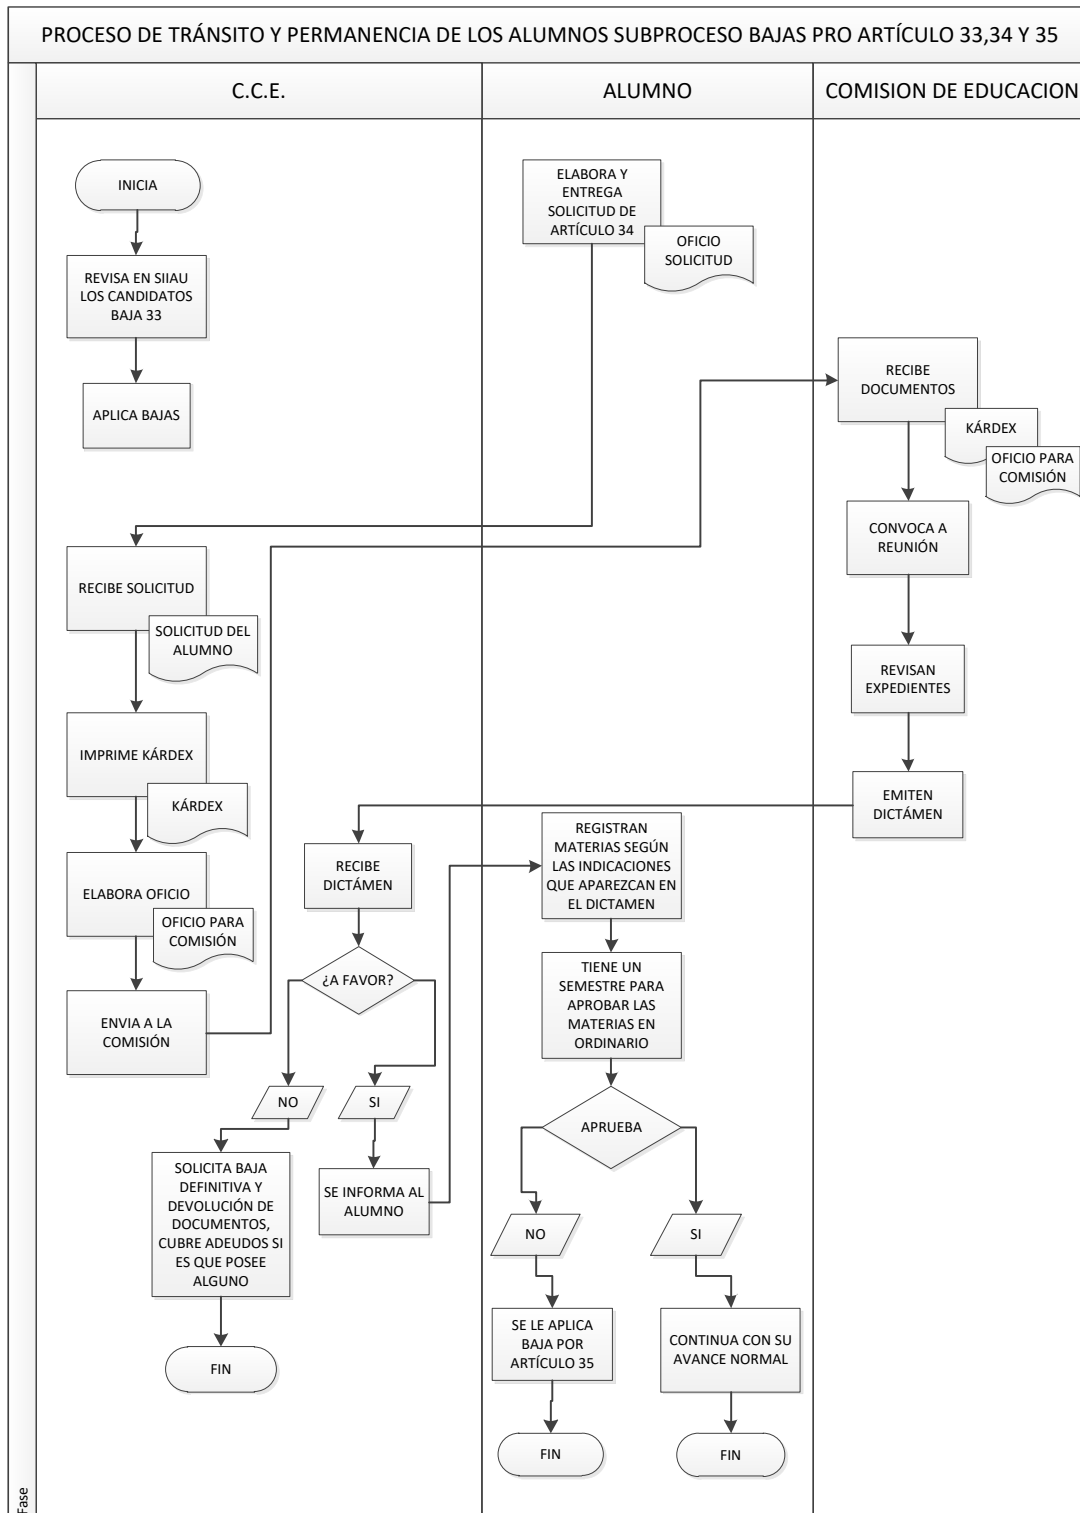 PROCESO DE TRÁNSITO Y PERMANENCIA DE LOS ALUMNOS SUBPROCESO BAJAS PRO ARTÍCULO 33,34 Y 35
C.C.E.
ALUMNO
COMISION DE EDUCACION
INICIA
REVISA EN SIIAU
LOS CANDIDATOS
BAJA 33
APLICA BAJAS
ELABORA Y
ENTREGA
SOLICITUD DE
ARTÍCULO 34
OFICIO
SOLICITUD
RECIBE
DOCUMENTOS
KÁRDEX
OFICIO PARA
COMISIÓN
CONVOCA A
REUNIÓN
REVISAN
EXPEDIENTES
EMITEN
DICTÁMEN
RECIBE SOLICITUD
SOLICITUD DEL
ALUMNO
IMPRIME KÁRDEX
KÁRDEX
ELABORA OFICIO
OFICIO PARA
COMISIÓN
ENVIA A LA
COMISIÓN
RECIBE
DICTÁMEN
¿A FAVOR?
NO
SI
SOLICITA BAJA
DEFINITIVA Y
DEVOLUCIÓN DE
DOCUMENTOS,
CUBRE ADEUDOS SI
ES QUE POSEE
ALGUNO
FIN
SE INFORMA AL
ALUMNO
REGISTRAN
MATERIAS SEGÚN
LAS INDICACIONES
QUE APAREZCAN EN
EL DICTAMEN
TIENE UN
SEMESTRE PARA
APROBAR LAS
MATERIAS EN
ORDINARIO
APRUEBA
NO
SI
SE LE APLICA
BAJA POR
ARTÍCULO 35
CONTINUA CON SU
AVANCE NORMAL
FIN
FIN
Fase